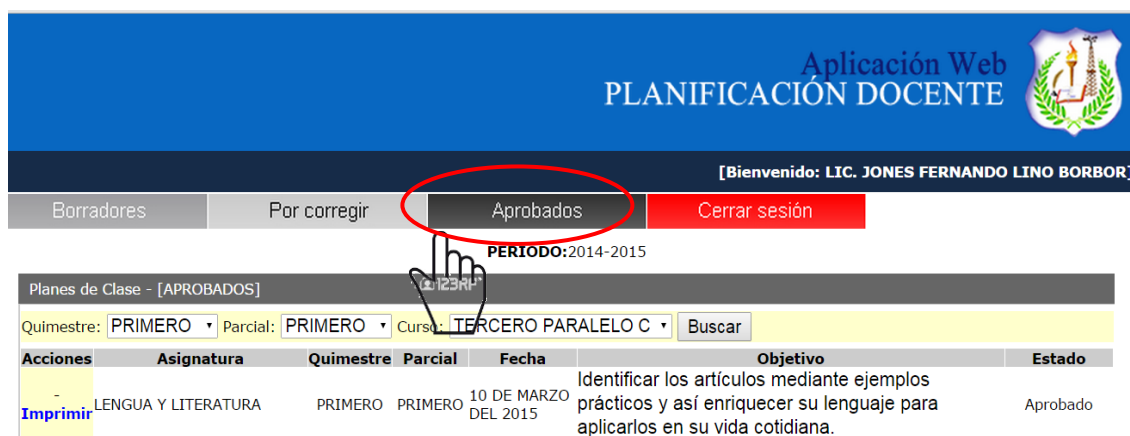 Aplicación Web
PLANIFICACIÓN DOCENTE
[Bienvenido: LIC. JONES FERNANDO LINO BORBOR]
Borradores Por corregir Aprobados Cerrar sesión
PERIODO:2014-2015
Planes de Clase - [APROBADOS]
Quimestre: PRIMERO Parcial: PRIMERO Curso: TERCERO PARALELO C Buscar
Acciones Asignatura Quimestre Parcial Fecha Objetivo Estado
- Imprimir LENGUA Y LITERATURA PRIMERO PRIMERO 10 DE MARZO DEL 2015 Identificar los artículos mediante ejemplos
prácticos y así enriquecer su lenguaje para
aplicarlos en su vida cotidiana. Aprobado